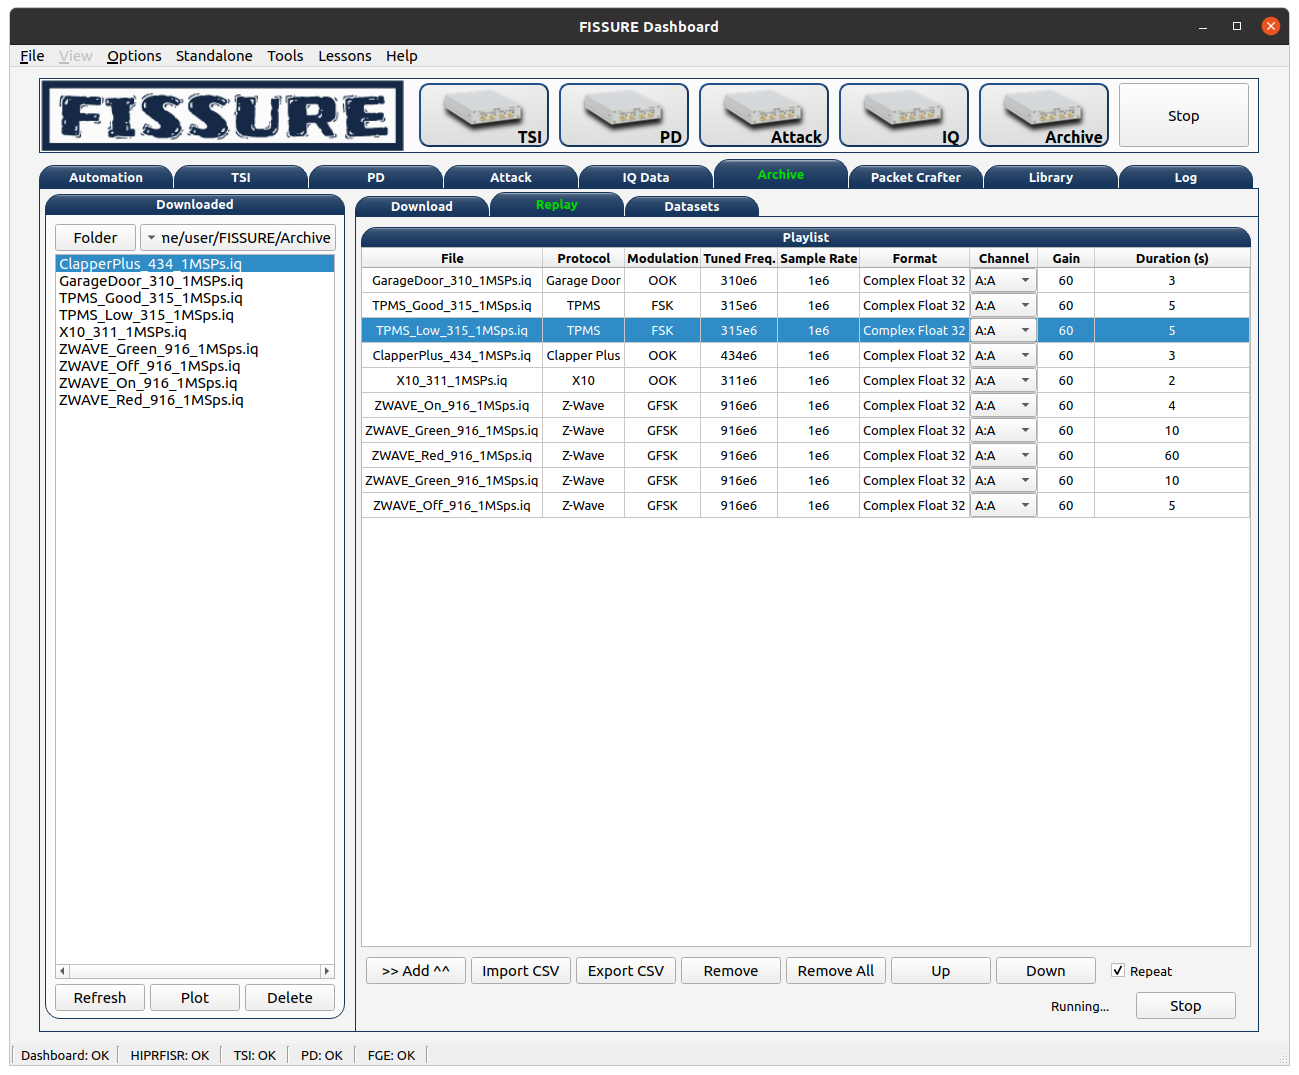 FISSURE Dashboard
File View Options Standalone Tools Lessons Help
FISSURE TSI PD Attack IQ Archive Stop
Automation TSI PD Attack IQ Data Archive Packet Crafter Library Log
Downloaded
Folder ne/user/FISSURE/Archive
ClapperPlus_434_1MSPs.iq
GarageDoor_310_1MSPs.iq
TPMS_Good_315_1MSps.iq
TPMS_Low_315_1MSps.iq
X10_311_1MSPs.iq
ZWAVE_Green_916_1MSps.iq
ZWAVE_Off_916_1MSps.iq
ZWAVE_On_916_1MSps.iq
ZWAVE_Red_916_1MSps.iq
Refresh Plot Delete
Download Replay Datasets
Playlist
File Protocol Modulation Tuned Freq. Sample Rate Format Channel Gain Duration (s)
GarageDoor_310_1MSPs.iq Garage Door OOK 310e6 1e6 Complex Float 32 A:A 60 3
TPMS_Good_315_1MSps.iq TPMS FSK 315e6 1e6 Complex Float 32 A:A 60 5
TPMS_Low_315_1MSps.iq TPMS FSK 315e6 1e6 Complex Float 32 A:A 60 5
ClapperPlus_434_1MSPs.iq Clapper Plus OOK 434e6 1e6 Complex Float 32 A:A 60 3
X10_311_1MSPs.iq X10 OOK 311e6 1e6 Complex Float 32 A:A 60 2
ZWAVE_On_916_1MSps.iq Z-Wave GFSK 916e6 1e6 Complex Float 32 A:A 60 4
ZWAVE_Green_916_1MSps.iq Z-Wave GFSK 916e6 1e6 Complex Float 32 A:A 60 10
ZWAVE_Red_916_1MSps.iq Z-Wave GFSK 916e6 1e6 Complex Float 32 A:A 60 60
ZWAVE_Green_916_1MSps.iq Z-Wave GFSK 916e6 1e6 Complex Float 32 A:A 60 10
ZWAVE_Off_916_1MSps.iq Z-Wave GFSK 916e6 1e6 Complex Float 32 A:A 60 5
>> Add ^^ Import CSV Export CSV Remove Remove All Up Down Repeat
Running... Stop
Dashboard: OK HIPRFISR: OK TSI: OK PD: OK FGE: OK